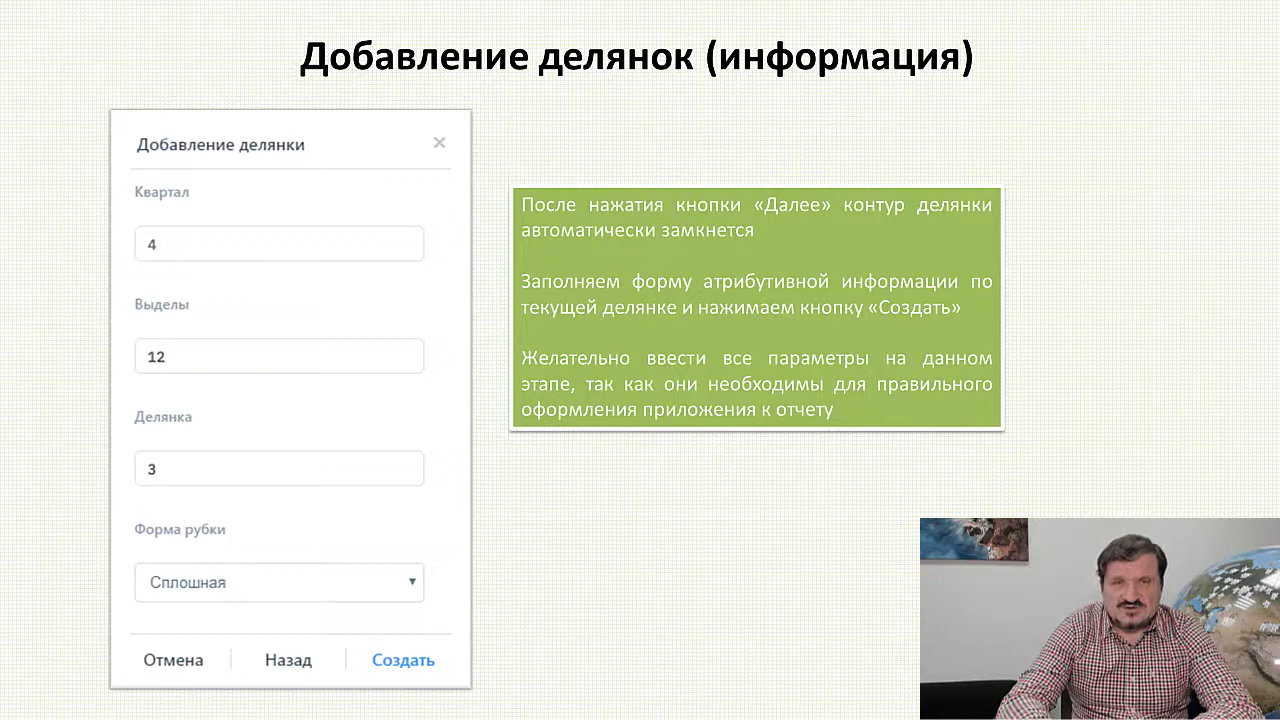 Добавление делянок (информация)
Добавление делянки
Квартал
4
Выделы
12
Делянка
3
Форма рубки
Сплошная
Отмена
Назад
Создать
После нажатия кнопки «Далее» контур делянки
автоматически замкнется
Заполняем форму атрибутивной информации по
текущей делянке и нажимаем кнопку «Создать»
Желательно ввести все параметры на данном
этапе, так как они необходимы для правильного
оформления приложения к отчету